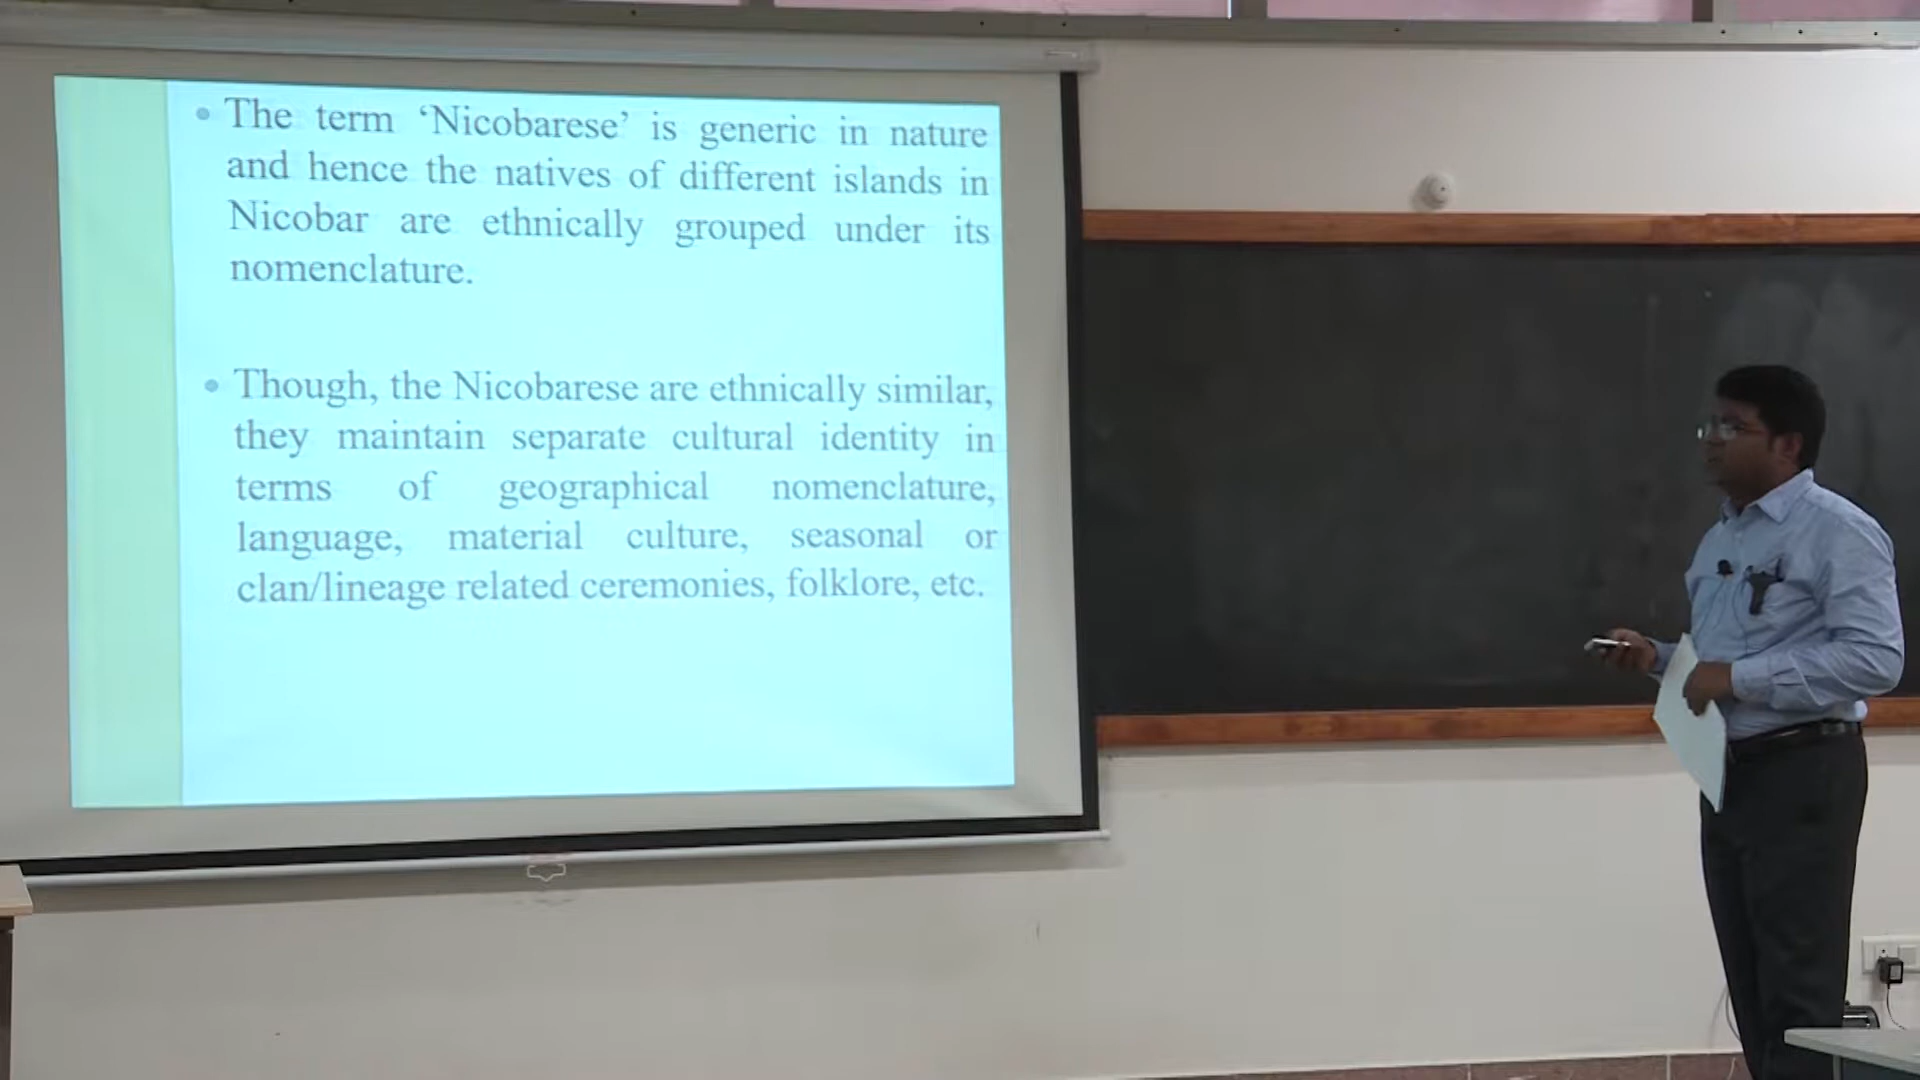 • The term ‘Nicobarese’ is generic in nature
and hence the natives of different islands in
Nicobar are ethnically grouped under its
nomenclature.
• Though, the Nicobarese are ethnically similar,
they maintain separate cultural identity in
terms of geographical nomenclature,
language, material culture, seasonal or
clan/lineage related ceremonies, folklore, etc.